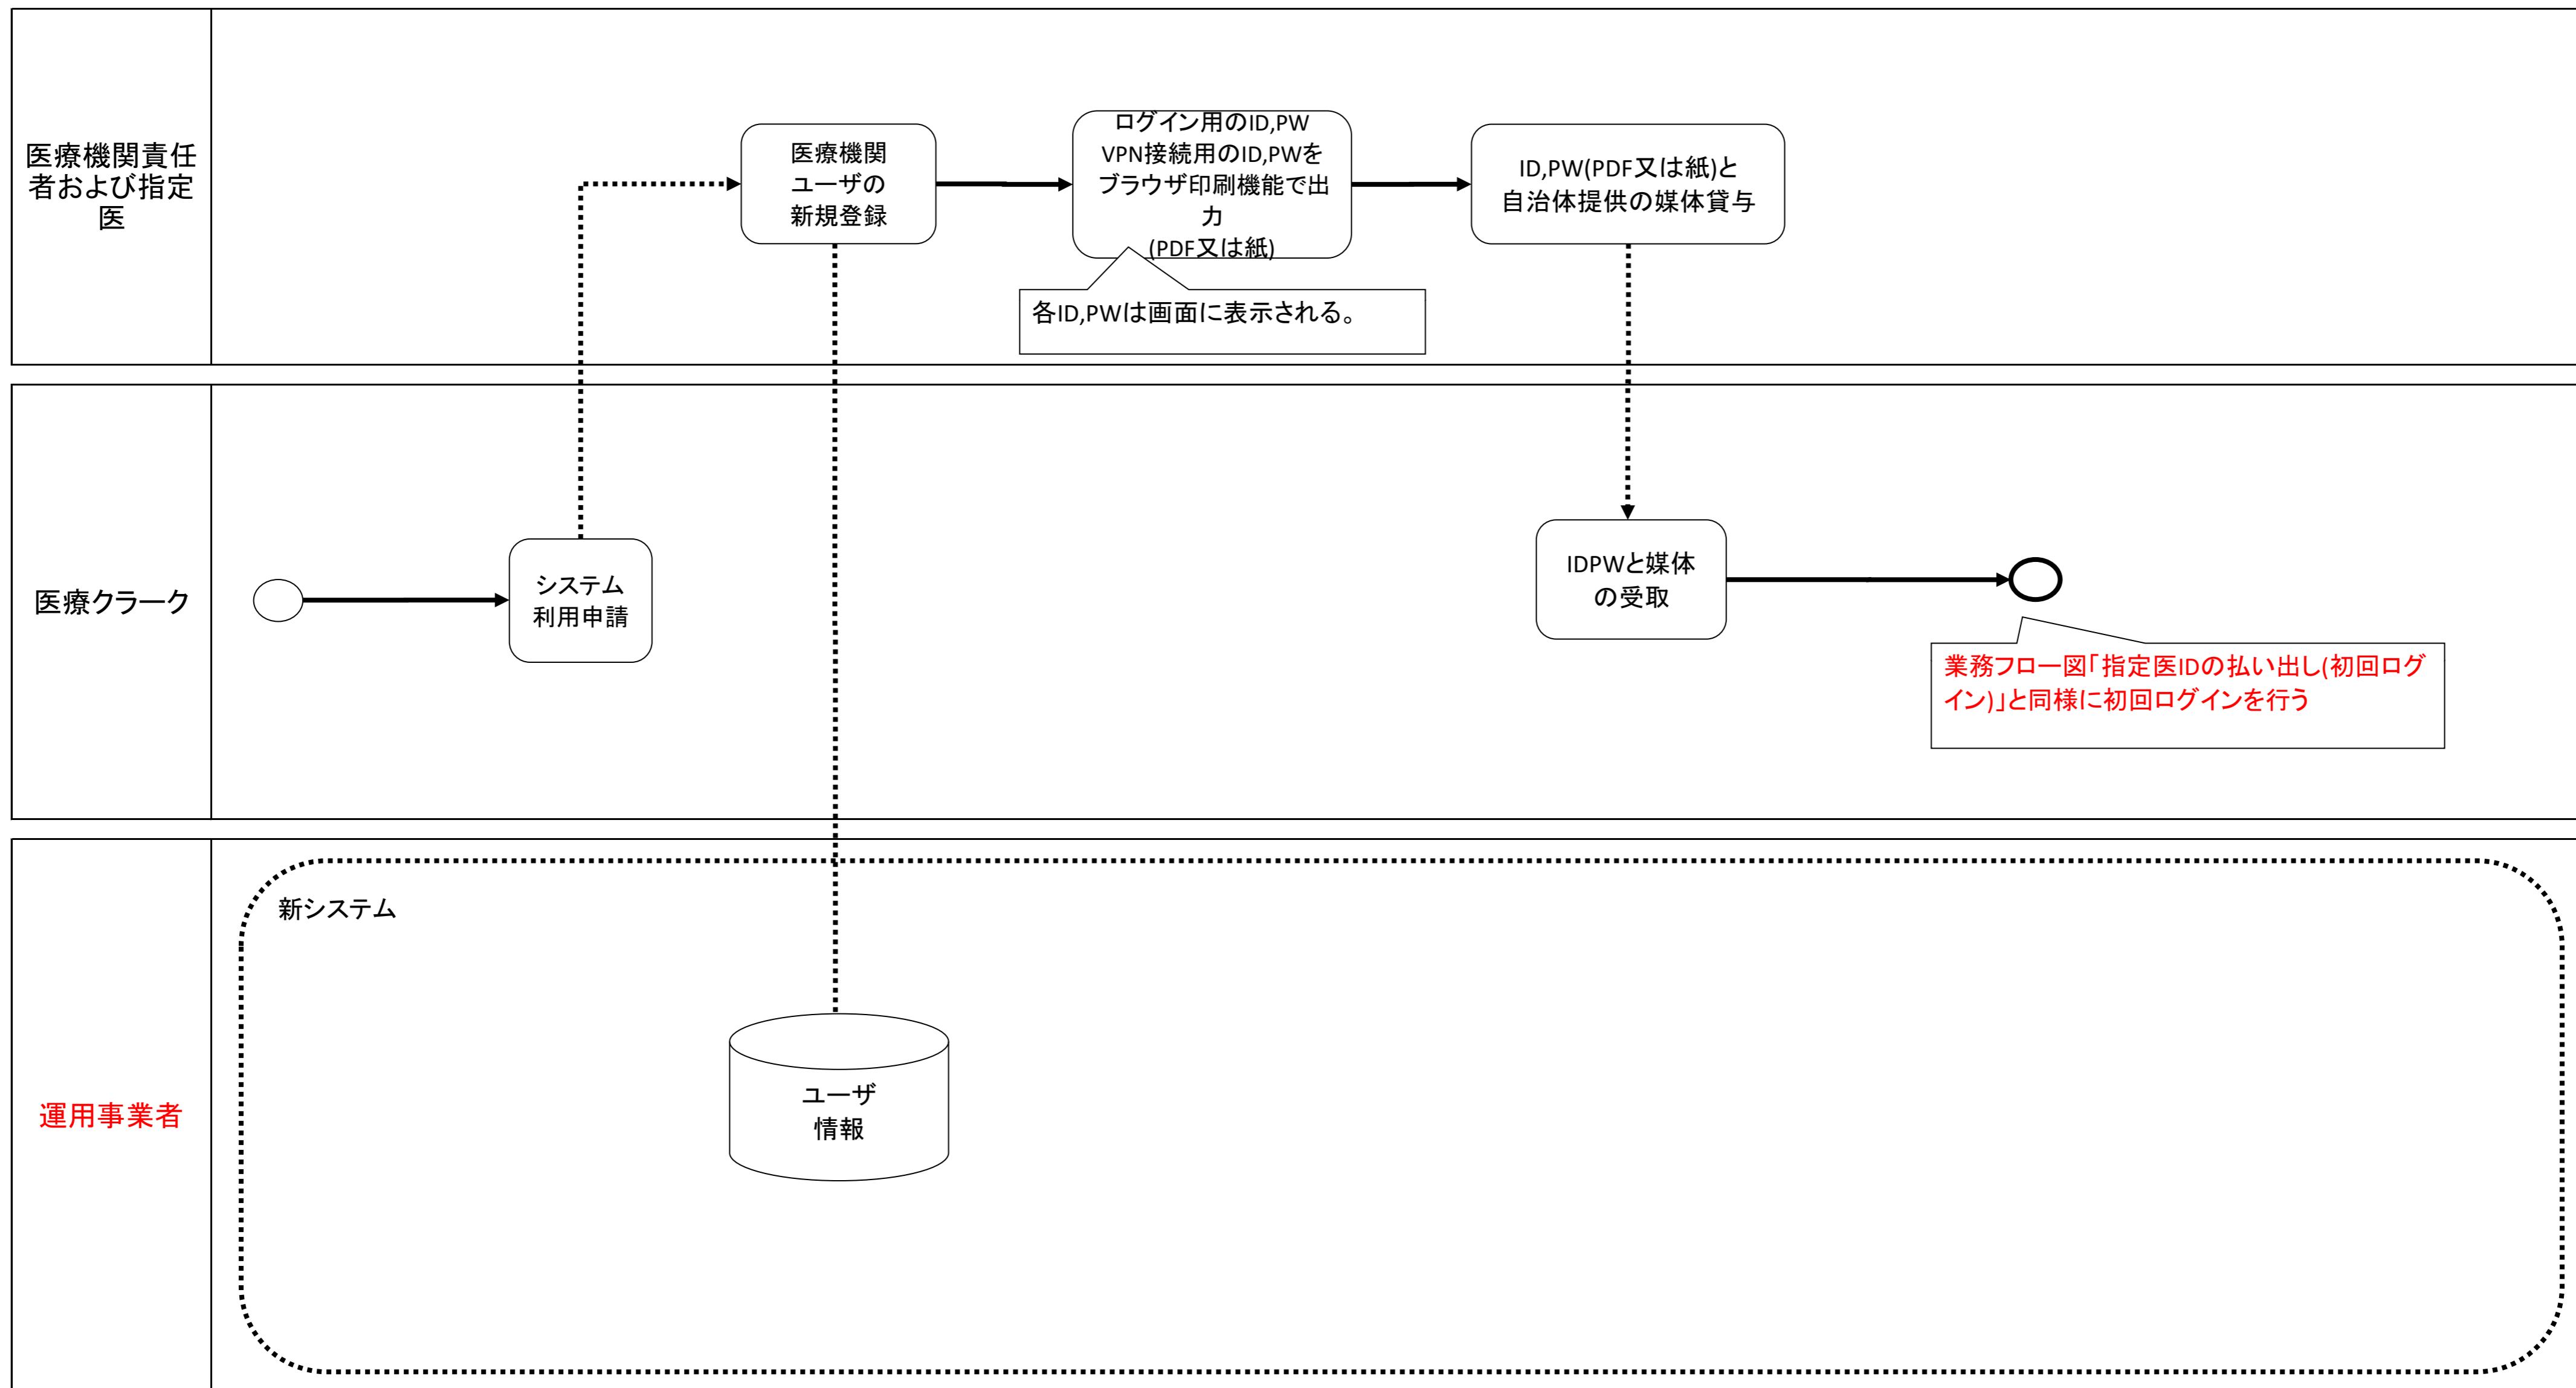 医療機関責任
者および指定
医
医療機関
ユーザの
新規登録
ログイン用のID,PW
VPN接続用のID,PWを
ブラウザ印刷機能で出
力
(PDF又は紙)
ID,PW(PDF又は紙)と
自治体提供の媒体貸与
各ID,PWは画面に表示される。
医療クラーク
システム
利用申請
IDPWと媒体
の受取
業務フロー図「指定医IDの払い出し(初回ログ
イン)」と同様に初回ログインを行う
運用事業者
新システム
ユーザ
情報